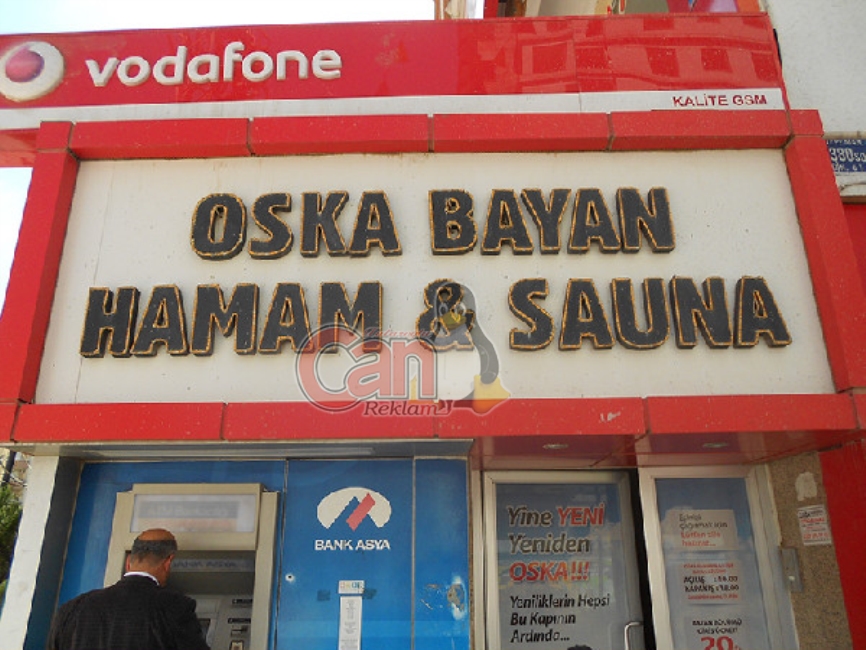 vodafone
KALİTE GSM
OSKA BAYAN
HAMAM & SAUNA
Can
Reklam
BANK ASYA
Yine YENİ
Yeniden
OSKA!!!
Yeniliklerin Hepsi
Bu Kapının
Ardında...